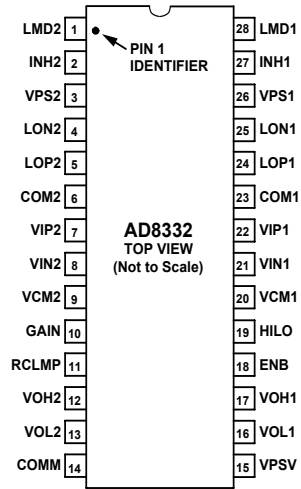 LMD2 1 28 LMD1
PIN 1
IDENTIFIER
INH2 2 27 INH1
VPS2 3 26 VPS1
LON2 4 25 LON1
LOP2 5 24 LOP1
COM2 6 23 COM1
AD8332
VIP2 7 22 VIP1
TOP VIEW
(Not to Scale)
VIN2 8 21 VIN1
VCM2 9 20 VCM1
GAIN 10 19 HILO
RCLMP 11 18 ENB
VOH2 12 17 VOH1
VOL2 13 16 VOL1
COMM 14 15 VPSV